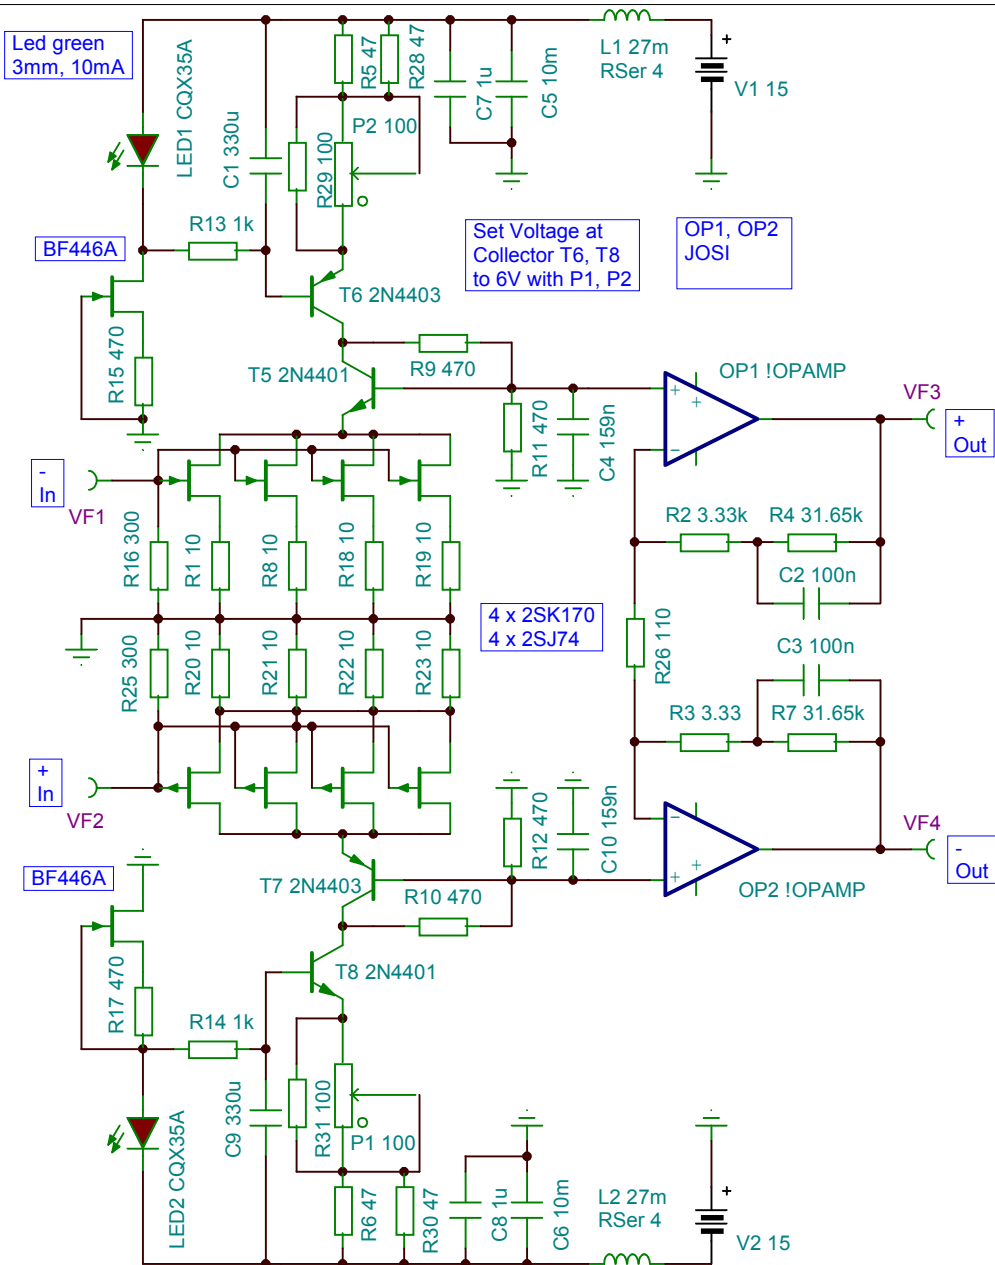 Led green
3mm, 10mA
LED1 CQX35A
C1 330u
R5 47
R28 47
C7 1u
C5 10m
L1 27m
RSer 4
+
V1 15
P2 100
R29 100
R13 1k
BF446A
Set Voltage at
Collector T6, T8
to 6V with P1, P2
OP1, OP2
JOSI
T6 2N4403
R15 470
R9 470
T5 2N4401
OP1 !OPAMP
+
+
−
VF3
+
Out
R11 470
C4 159n
-
In
VF1
R16 300
R1 10
R8 10
R18 10
R19 10
R2 3.33k
R4 31.65k
C2 100n
4 x 2SK170
4 x 2SJ74
R25 300
R20 10
R21 10
R22 10
R23 10
R26 110
C3 100n
R3 3.33
R7 31.65k
+
In
VF2
R12 470
C10 159n
−
+
+
OP2 !OPAMP
VF4
-
Out
BF446A
T7 2N4403
R10 470
R17 470
T8 2N4401
R14 1k
C9 330u
R31 100
P1 100
LED2 CQX35A
R6 47
R30 47
C8 1u
C6 10m
L2 27m
RSer 4
+
V2 15